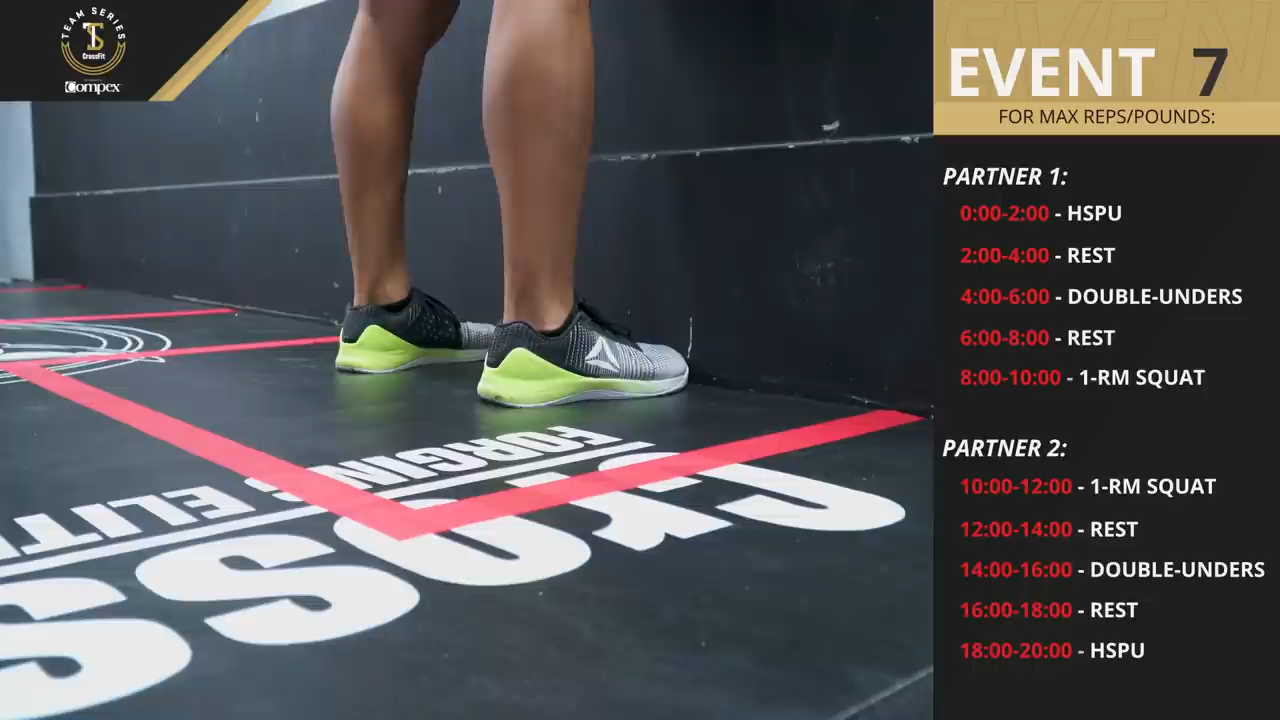 TEAM SERIES
TS
CrossFit
Compex
EVENT 7
FOR MAX REPS/POUNDS:
PARTNER 1:
0:00-2:00 - HSPU
2:00-4:00 - REST
4:00-6:00 - DOUBLE-UNDERS
6:00-8:00 - REST
8:00-10:00 - 1-RM SQUAT
PARTNER 2:
10:00-12:00 - 1-RM SQUAT
12:00-14:00 - REST
14:00-16:00 - DOUBLE-UNDERS
16:00-18:00 - REST
18:00-20:00 - HSPU
FORGING